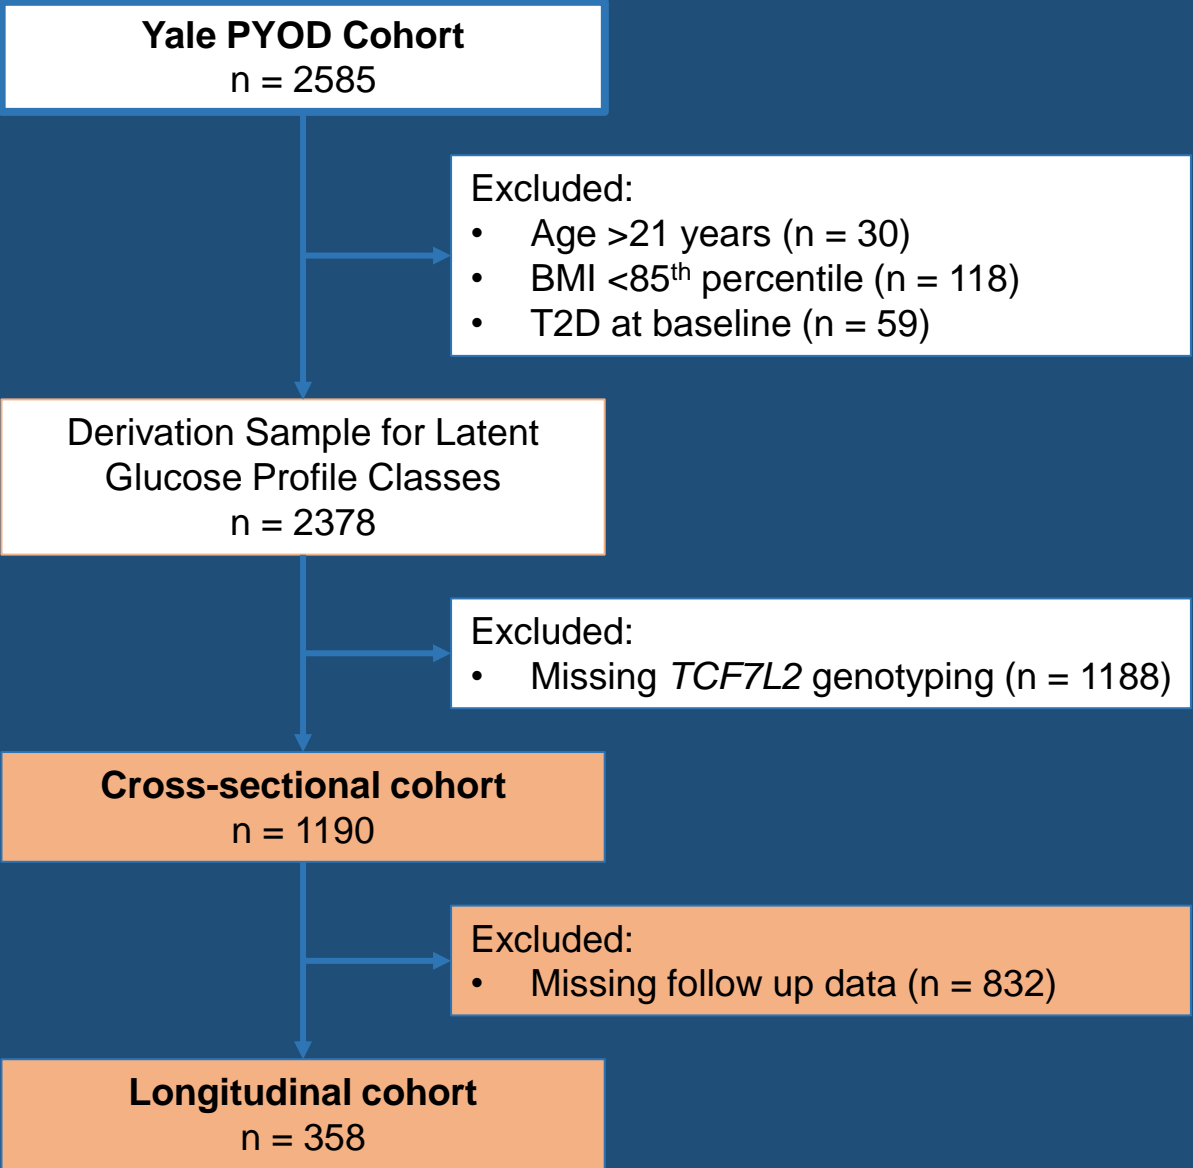 Yale PYOD Cohort
n = 2585
Excluded:
• Age >21 years (n = 30)
• BMI <85th percentile (n = 118)
• T2D at baseline (n = 59)
Derivation Sample for Latent
Glucose Profile Classes
n = 2378
Excluded:
• Missing TCF7L2 genotyping (n = 1188)
Cross-sectional cohort
n = 1190
Excluded:
• Missing follow up data (n = 832)
Longitudinal cohort
n = 358